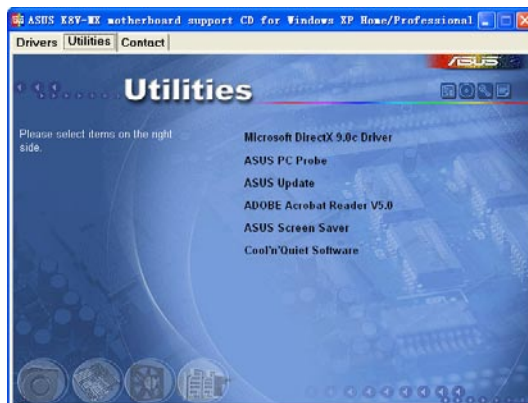 ASUS K8V-MX motherboard support CD for Windows XP Home/Professional
Drivers Utilities Contact
ASUS
Utilities
Please select items on the right
side.
Microsoft DirectX 9.0c Driver
ASUS PC Probe
ASUS Update
ADOBE Acrobat Reader V5.0
ASUS Screen Saver
Cool'n'Quiet Software